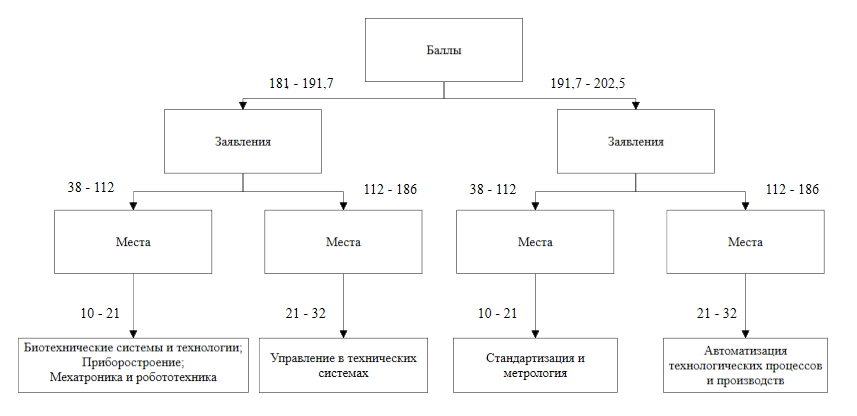 Баллы
181 - 191,7
191,7 - 202,5
Заявления
Заявления
38 - 112
112 - 186
38 - 112
112 - 186
Места
Места
Места
Места
10 - 21
21 - 32
10 - 21
21 - 32
Биотехнические системы и технологии;
Приборостроение;
Мехатроника и робототехника
Управление в технических
системах
Стандартизация и
метрология
Автоматизация
технологических процессов
и производств